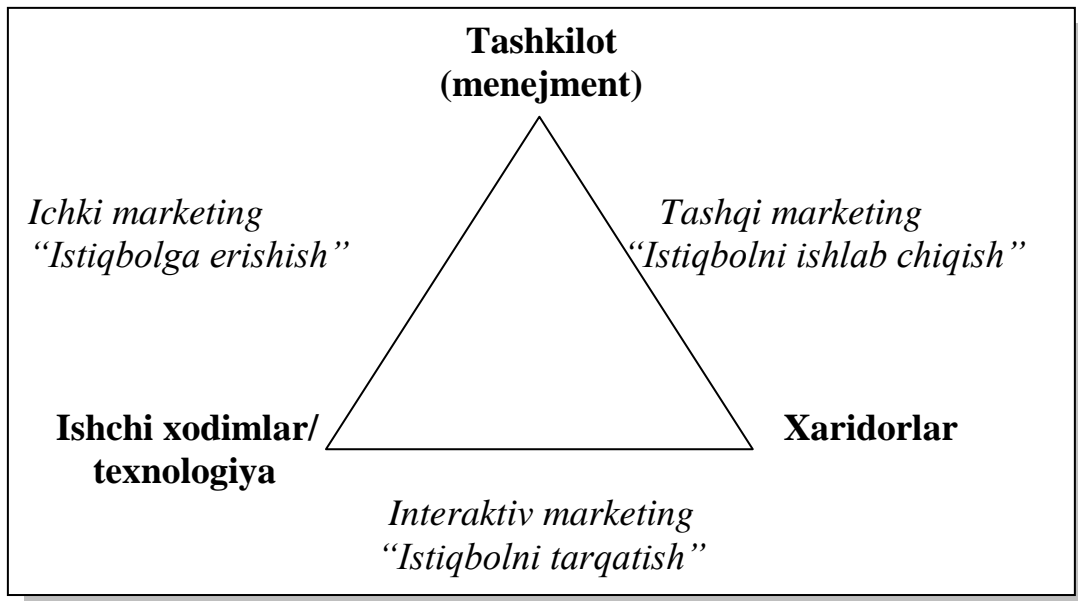 Tashkilot
(menejment)
Ichki marketing
“Istiqbolga erishish”
Tashqi marketing
“Istiqbolni ishlab chiqish”
Ishchi xodimlar/
texnologiya
Xaridorlar
Interaktiv marketing
“Istiqbolni tarqatish”